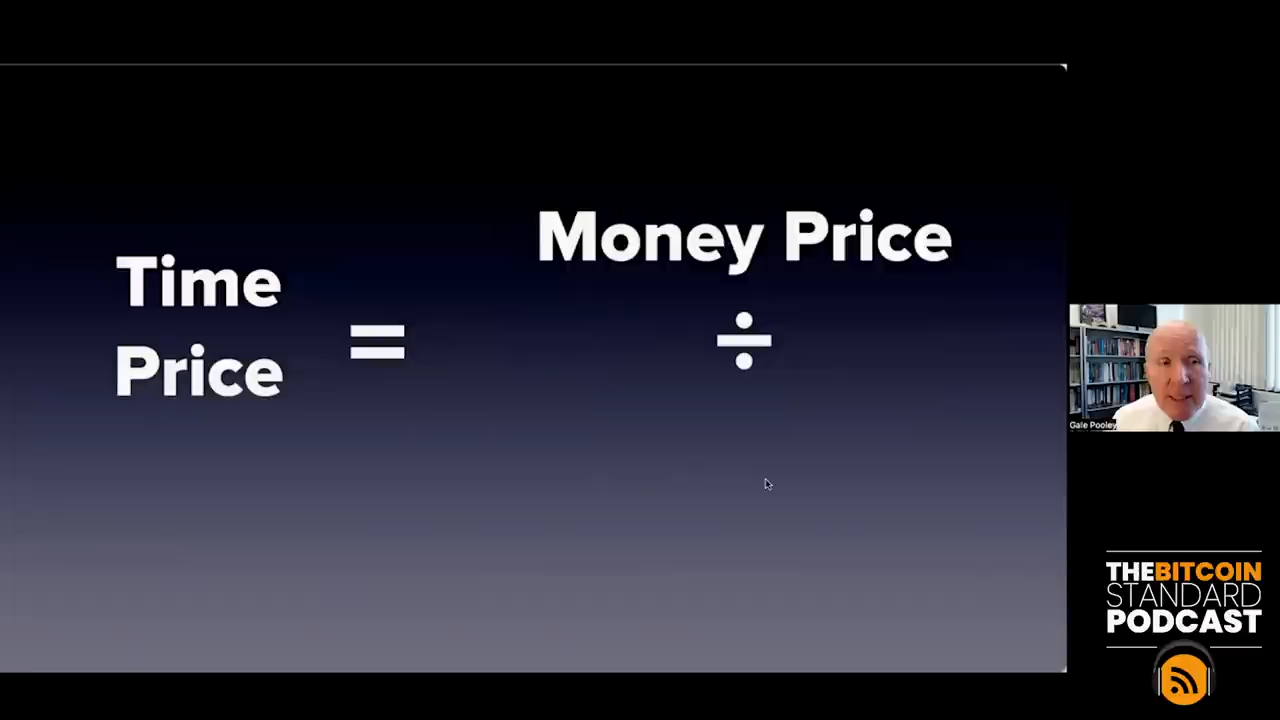 Money Price
Time
Price
=
÷
Gale Pooley
THEBITCOIN
STANDARD
PODCAST